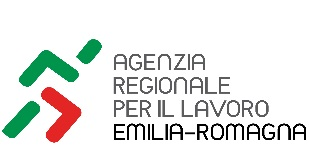 AGENZIA
REGIONALE
PER IL LAVORO
EMILIA-ROMAGNA